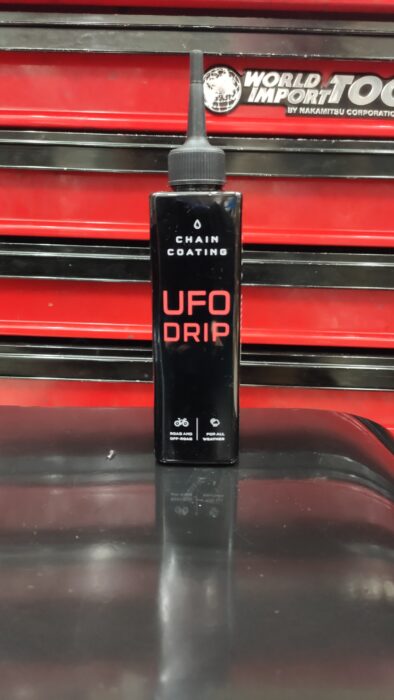 WORLD
IMPORT TOO
BY NAKAMITSU CORPORATION
CHAIN
COATING
UFO
DRIP
ROAD AND
OFF-ROAD
FOR ALL
WEATHER